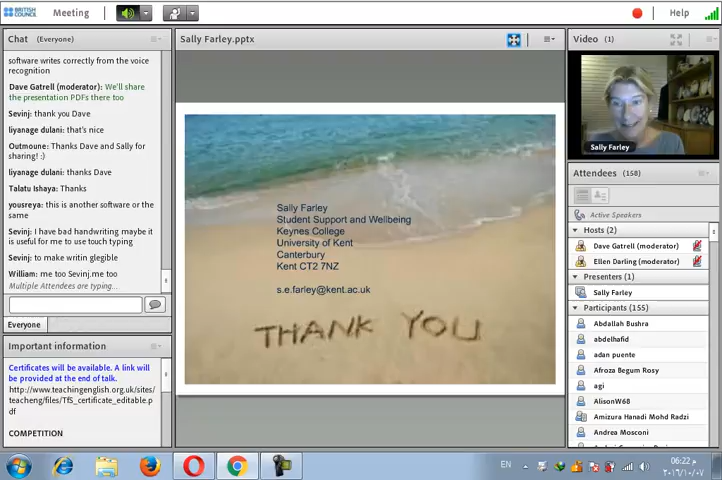 BRITISH
COUNCIL
Meeting
Help
Chat (Everyone)
software writes correctly from the voice
recognition
Dave Gatrell (moderator): We'll share
the presentation PDFs there too
Sevinj: thank you Dave
liyanage dulani: that's nice
Outmoune: Thanks Dave and Sally for
sharing! :)
liyanage dulani: thanks Dave
Talatu Ishaya: Thanks
yousreya: this is another software or the
same
Sevinj: I have bad handwriting maybe it
is useful for me to use touch typing
Sevinj: to make writin glegible
William: me too Sevinj.me too
Multiple Attendees are typing...
Everyone
Important information
Certificates will be available. A link will
be provided at the end of talk.
http://www.teachingenglish.org.uk/sites/
teacheng/files/TfS_certificate_editable.p
df
COMPETITION
Sally Farley.pptx
Sally Farley
Student Support and Wellbeing
Keynes College
University of Kent
Canterbury
Kent CT2 7NZ
s.e.farley@kent.ac.uk
THANK YOU
Video (1)
Sally Farley
Attendees (158)
Active Speakers
Hosts (2)
Dave Gatrell (moderator)
Ellen Darling (moderator)
Presenters (1)
Sally Farley
Participants (155)
Abdallah Bushra
abdelhafid
adan puente
Afroza Begum Rosy
agi
AlisonW68
Amizura Hanadi Mohd Radzi
Andrea Mosconi
EN
06:22 م
٢٠١٦/١٠/٠٧